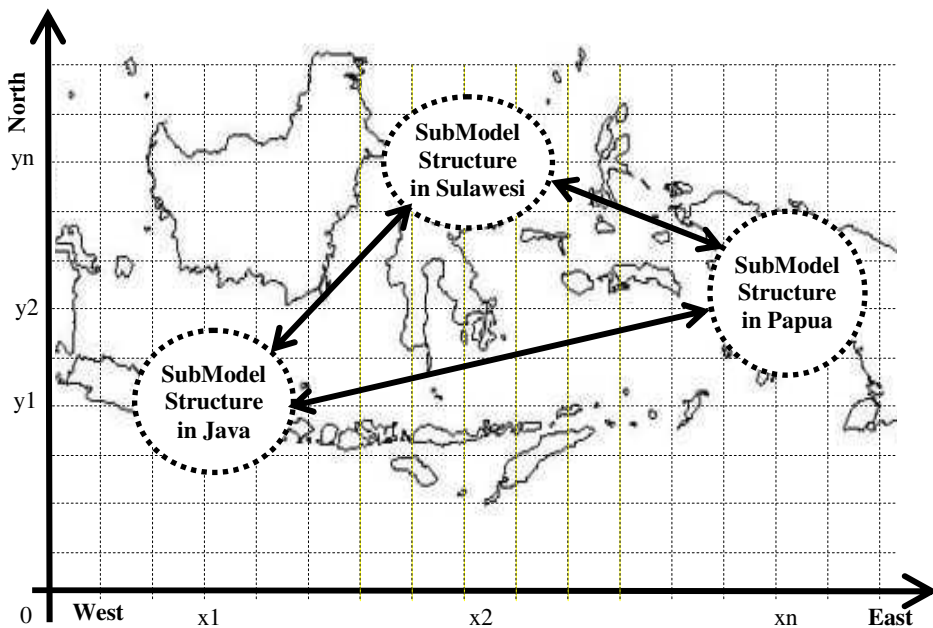 North
yn
y2
y1
SubModel
Structure
in Sulawesi
SubModel
Structure
in Papua
SubModel
Structure
in Java
0 West x1 x2 xn East